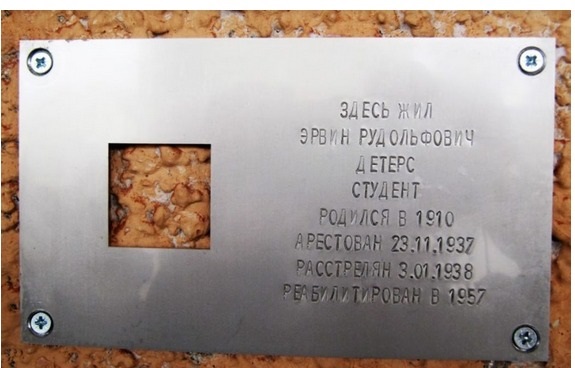 ЗДЕСЬ ЖИЛ
ЭРВИН РУДОЛЬФОВИЧ
ДЕТЕРС
СТУДЕНТ
РОДИЛСЯ В 1910
АРЕСТОВАН 23.11.1937
РАССТРЕЛЯН 3.01.1938
РЕАБИЛИТИРОВАН В 1957